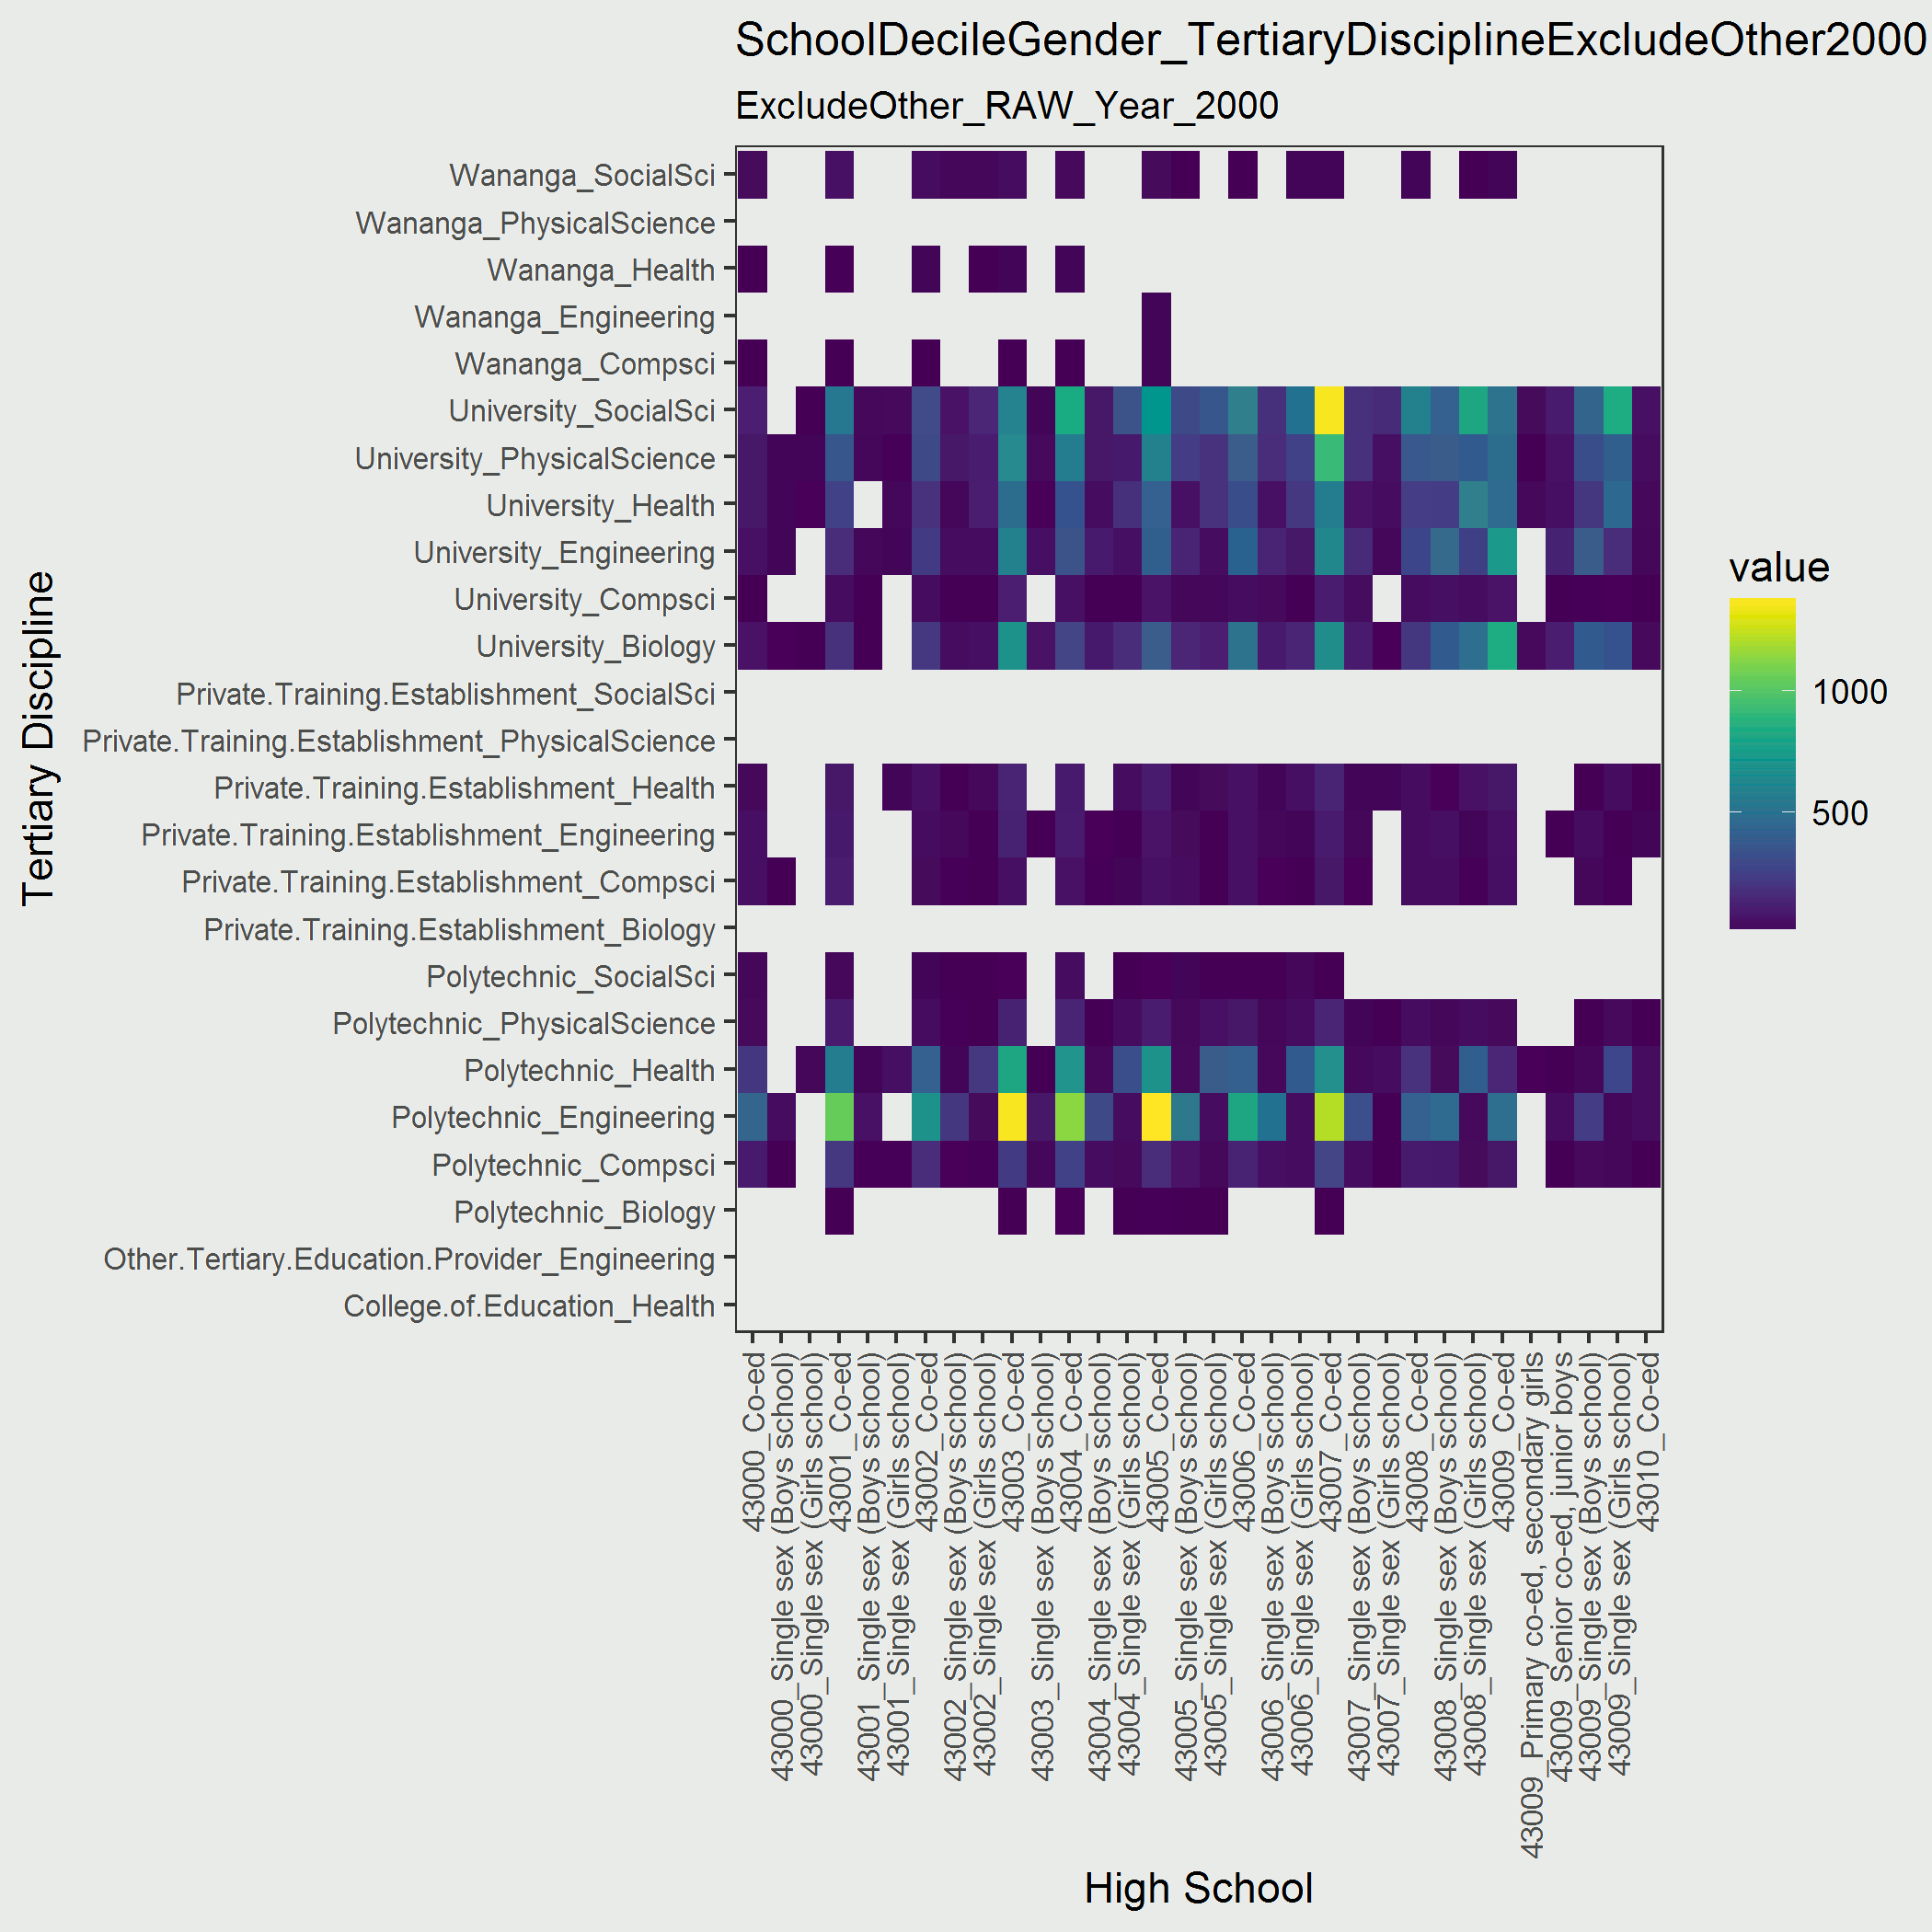 SchoolDecileGender_TertiaryDisciplineExcludeOther2000
ExcludeOther_RAW_Year_2000
Tertiary Discipline
Wananga_SocialSci
Wananga_PhysicalScience
Wananga_Health
Wananga_Engineering
Wananga_Compsci
University_SocialSci
University_PhysicalScience
University_Health
University_Engineering
University_Compsci
University_Biology
Private.Training.Establishment_SocialSci
Private.Training.Establishment_PhysicalScience
Private.Training.Establishment_Health
Private.Training.Establishment_Engineering
Private.Training.Establishment_Compsci
Private.Training.Establishment_Biology
Polytechnic_SocialSci
Polytechnic_PhysicalScience
Polytechnic_Health
Polytechnic_Engineering
Polytechnic_Compsci
Polytechnic_Biology
Other.Tertiary.Education.Provider_Engineering
College.of.Education_Health
43000_Co-ed
43000_Single sex (Boys school)
43000_Single sex (Girls school)
43001_Co-ed
43001_Single sex (Boys school)
43001_Single sex (Girls school)
43002_Co-ed
43002_Single sex (Boys school)
43002_Single sex (Girls school)
43003_Co-ed
43003_Single sex (Boys school)
43004_Co-ed
43004_Single sex (Boys school)
43004_Single sex (Girls school)
43005_Co-ed
43005_Single sex (Boys school)
43005_Single sex (Girls school)
43006_Co-ed
43006_Single sex (Boys school)
43006_Single sex (Girls school)
43007_Co-ed
43007_Single sex (Boys school)
43007_Single sex (Girls school)
43008_Co-ed
43008_Single sex (Boys school)
43008_Single sex (Girls school)
43009_Co-ed
43009_Primary co-ed, secondary girls
43009_Senior co-ed, junior boys
43009_Single sex (Boys school)
43009_Single sex (Girls school)
43010_Co-ed
High School
value
1000
500